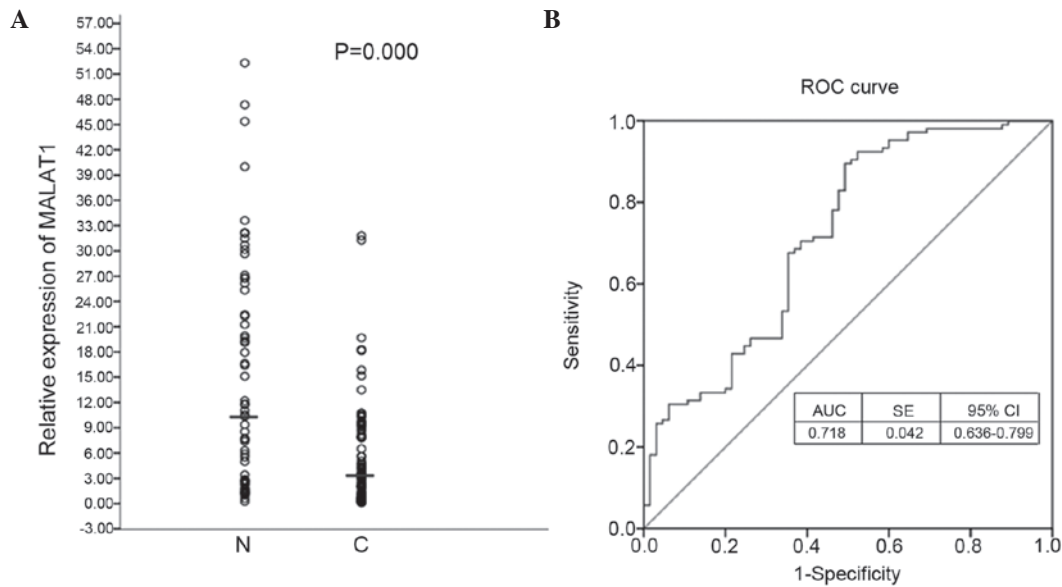 A
Relative expression of MALAT1
57.00
54.00
51.00
48.00
45.00
42.00
39.00
36.00
33.00
30.00
27.00
24.00
21.00
18.00
15.00
12.00
9.00
6.00
3.00
0.00
-3.00
P=0.000
N C
B
ROC curve
Sensitivity
1.0
0.8
0.6
0.4
0.2
0.0
AUC SE 95% CI
0.718 0.042 0.636-0.799
0.0 0.2 0.4 0.6 0.8 1.0
1-Specificity